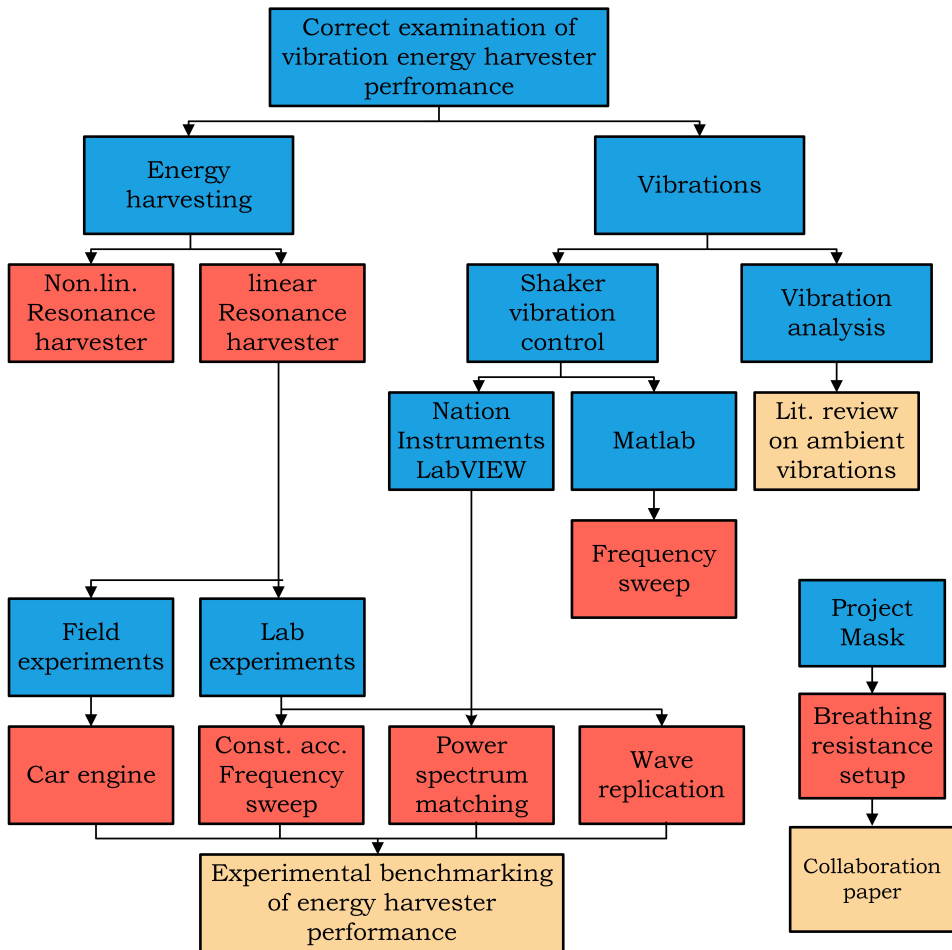 Correct examination of
vibration energy harvester
perfromance
Energy
harvesting
Vibrations
Non.lin.
Resonance
harvester
linear
Resonance
harvester
Shaker
vibration
control
Vibration
analysis
Nation
Instruments
LabVIEW
Matlab
Lit. review
on ambient
vibrations
Frequency
sweep
Field
experiments
Lab
experiments
Project
Mask
Car engine
Const. acc.
Frequency
sweep
Power
spectrum
matching
Wave
replication
Breathing
resistance
setup
Experimental benchmarking
of energy harvester
performance
Collaboration
paper